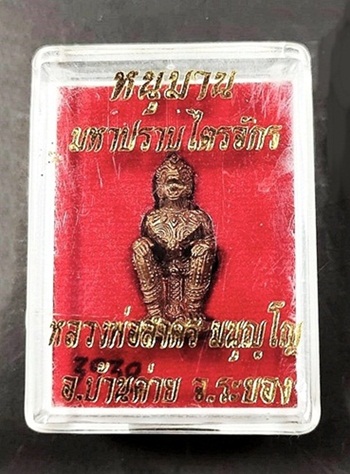 หนุมาน
มหาปราบไตรจักร
หลวงพ่อสาคร มนุญฺโญ
อ.บ้านค่าย จ.ระยอง